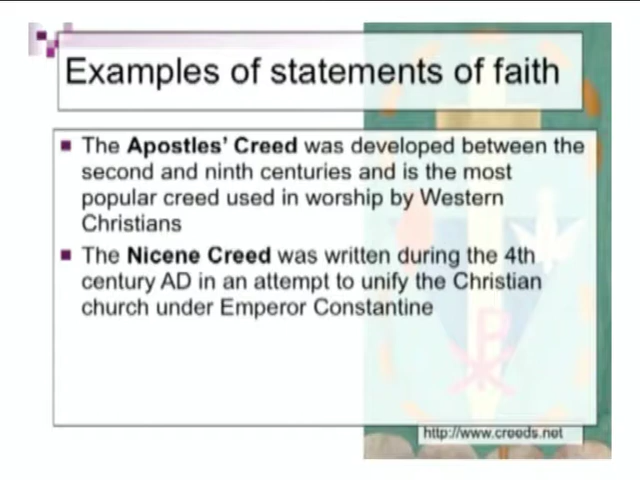 Examples of statements of faith
The Apostles' Creed was developed between the
second and ninth centuries and is the most
popular creed used in worship by Western
Christians
The Nicene Creed was written during the 4th
century AD in an attempt to unify the Christian
church under Emperor Constantine
http://www.creeds.net